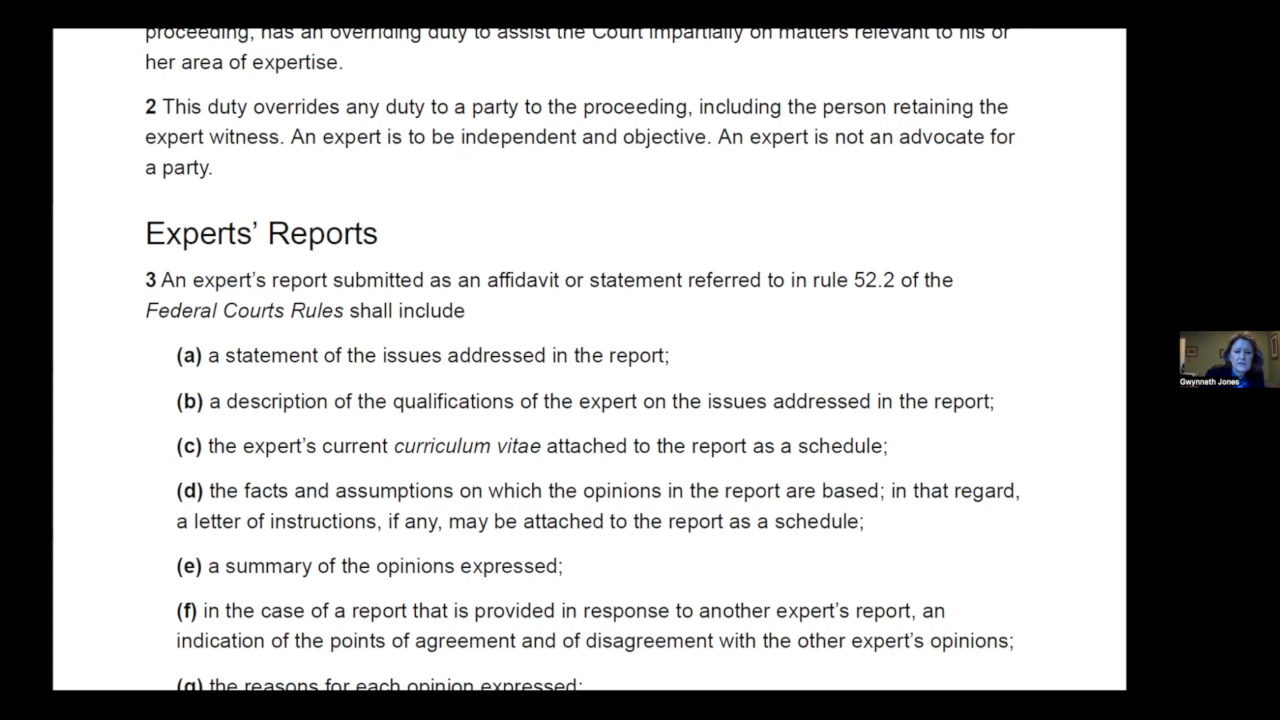 proceeding, has an overriding duty to assist the Court impartially on matters relevant to his or
her area of expertise.
2 This duty overrides any duty to a party to the proceeding, including the person retaining the
expert witness. An expert is to be independent and objective. An expert is not an advocate for
a party.
Experts’ Reports
3 An expert’s report submitted as an affidavit or statement referred to in rule 52.2 of the
Federal Courts Rules shall include
(a) a statement of the issues addressed in the report;
(b) a description of the qualifications of the expert on the issues addressed in the report;
(c) the expert’s current curriculum vitae attached to the report as a schedule;
(d) the facts and assumptions on which the opinions in the report are based; in that regard,
a letter of instructions, if any, may be attached to the report as a schedule;
(e) a summary of the opinions expressed;
(f) in the case of a report that is provided in response to another expert’s report, an
indication of the points of agreement and of disagreement with the other expert’s opinions;
(g) the reasons for each opinion expressed;
Gwynneth Jones